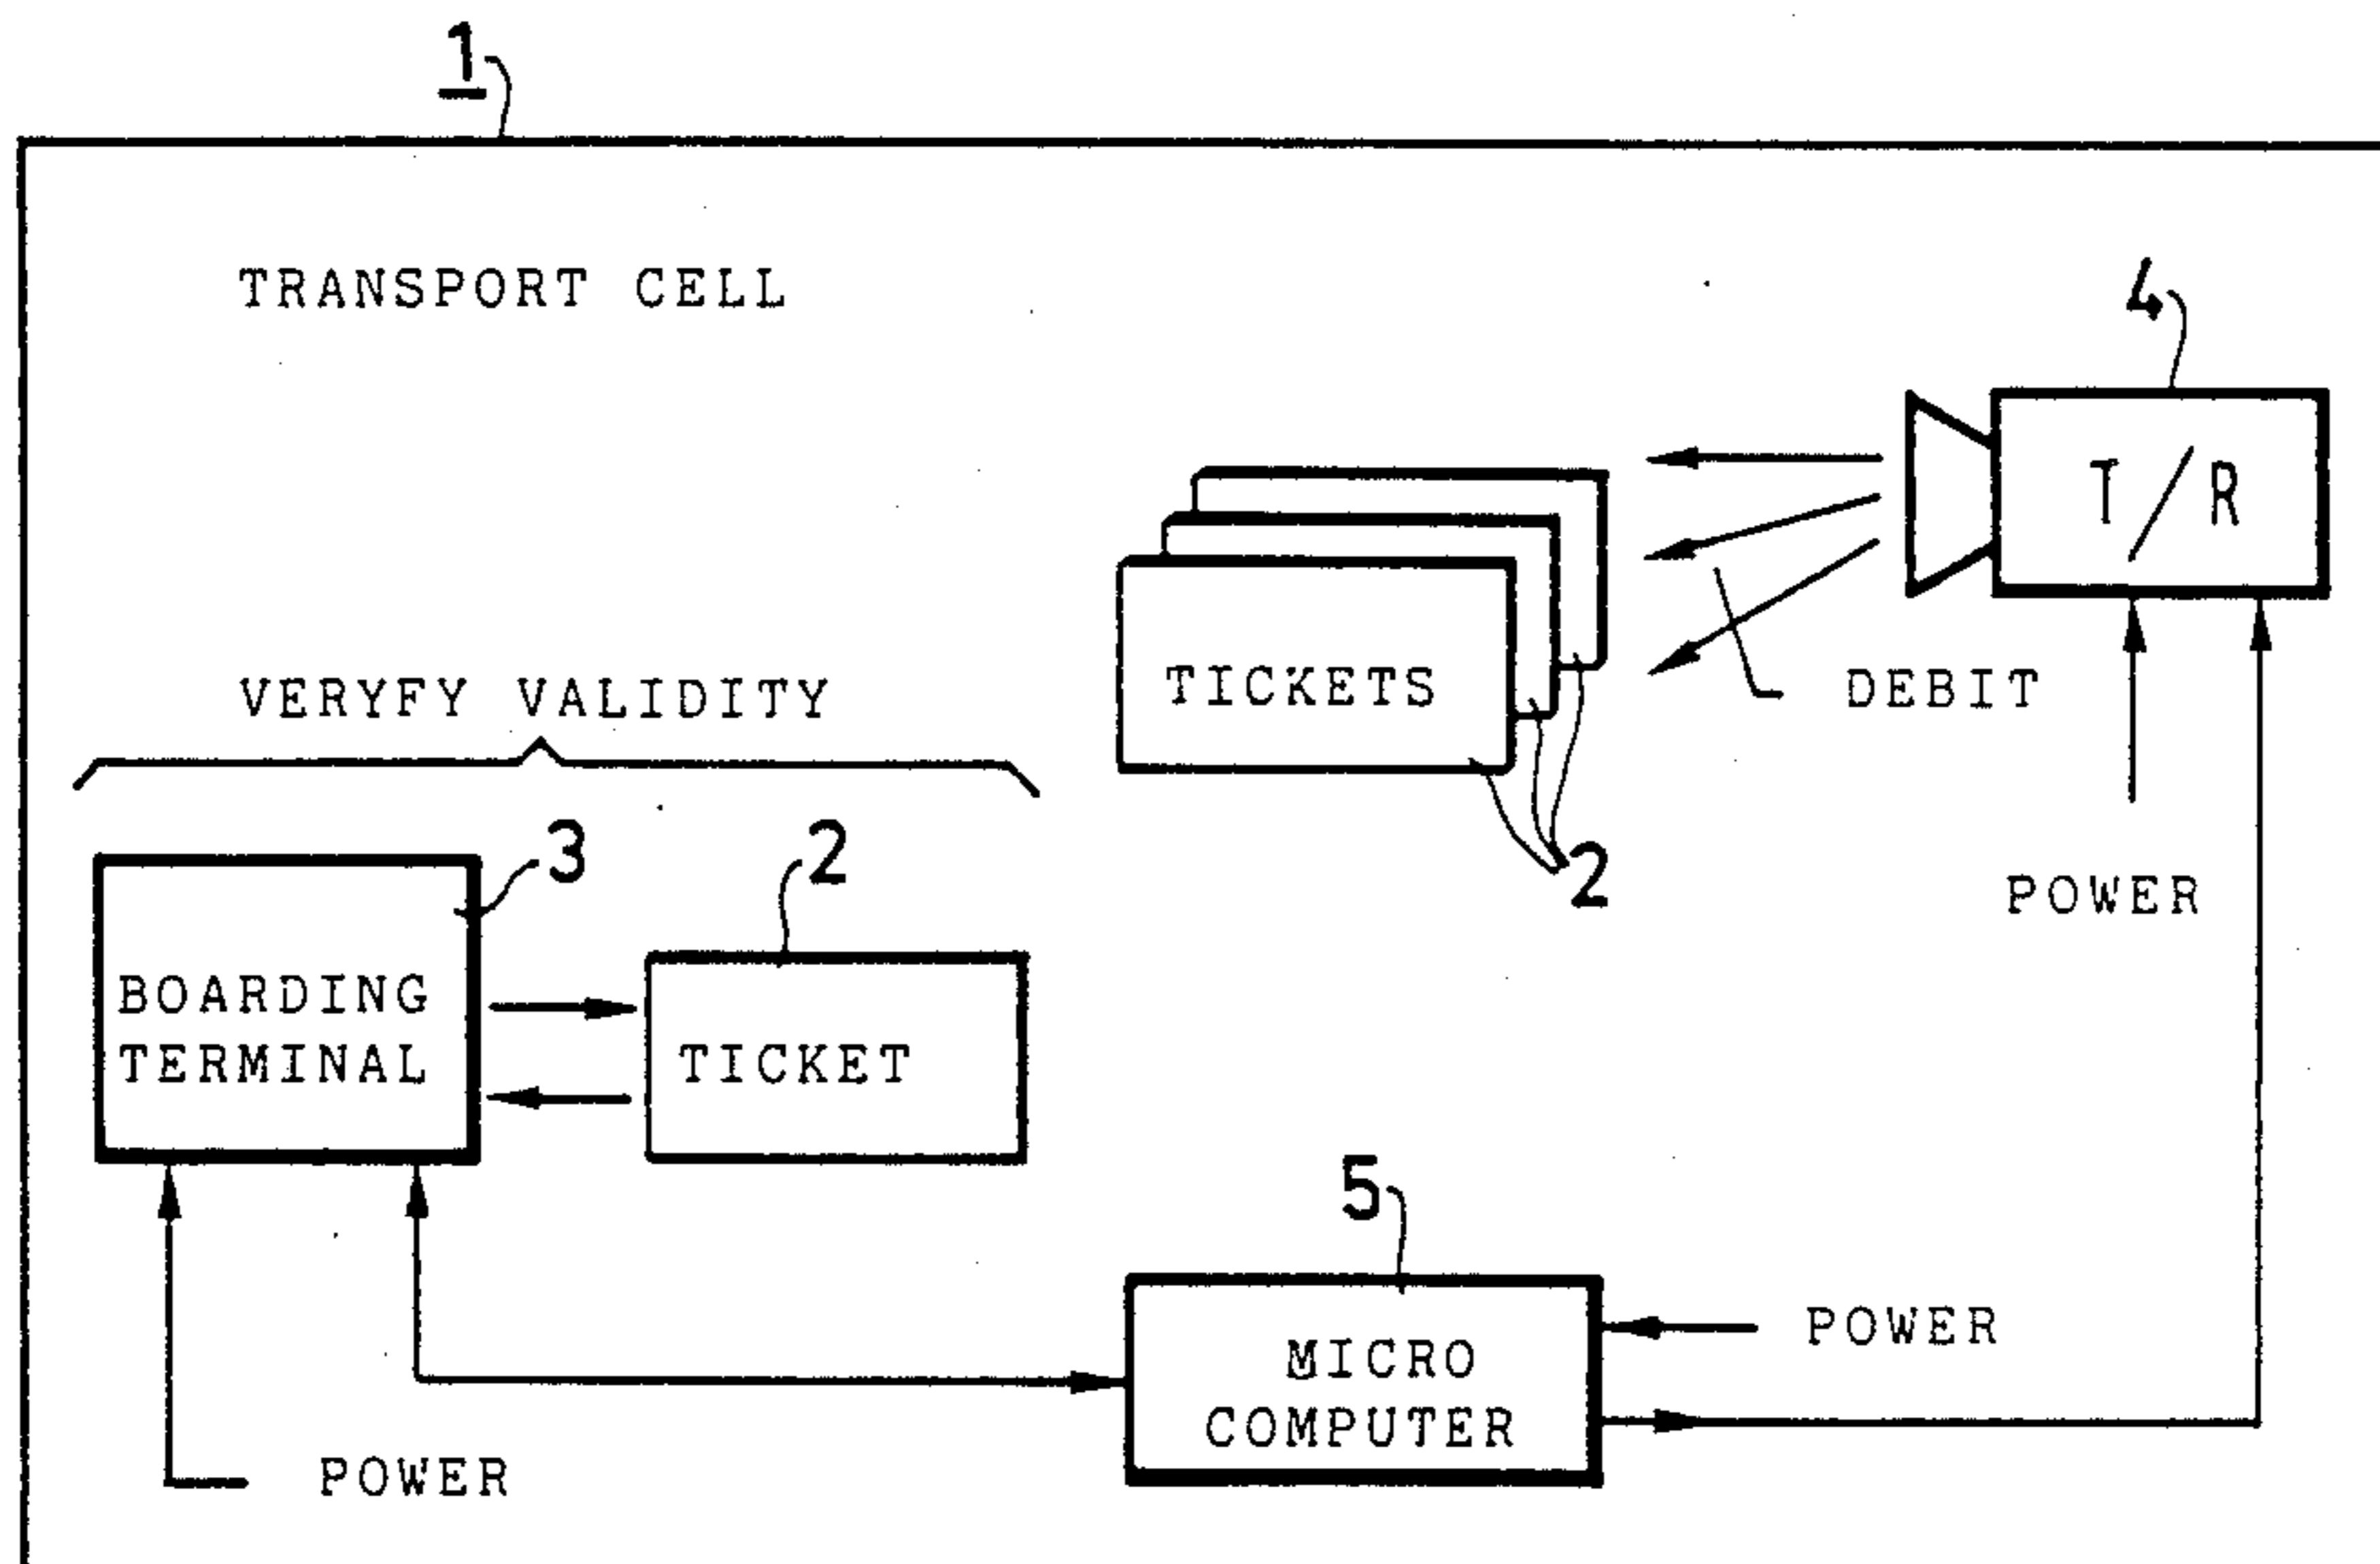 1
TRANSPORT CELL
4
T/R
TICKETS
DEBIT
VERYFY VALIDITY
2
POWER
3
2
BOARDING
TERMINAL
TICKET
5
POWER
MICRO
COMPUTER
POWER